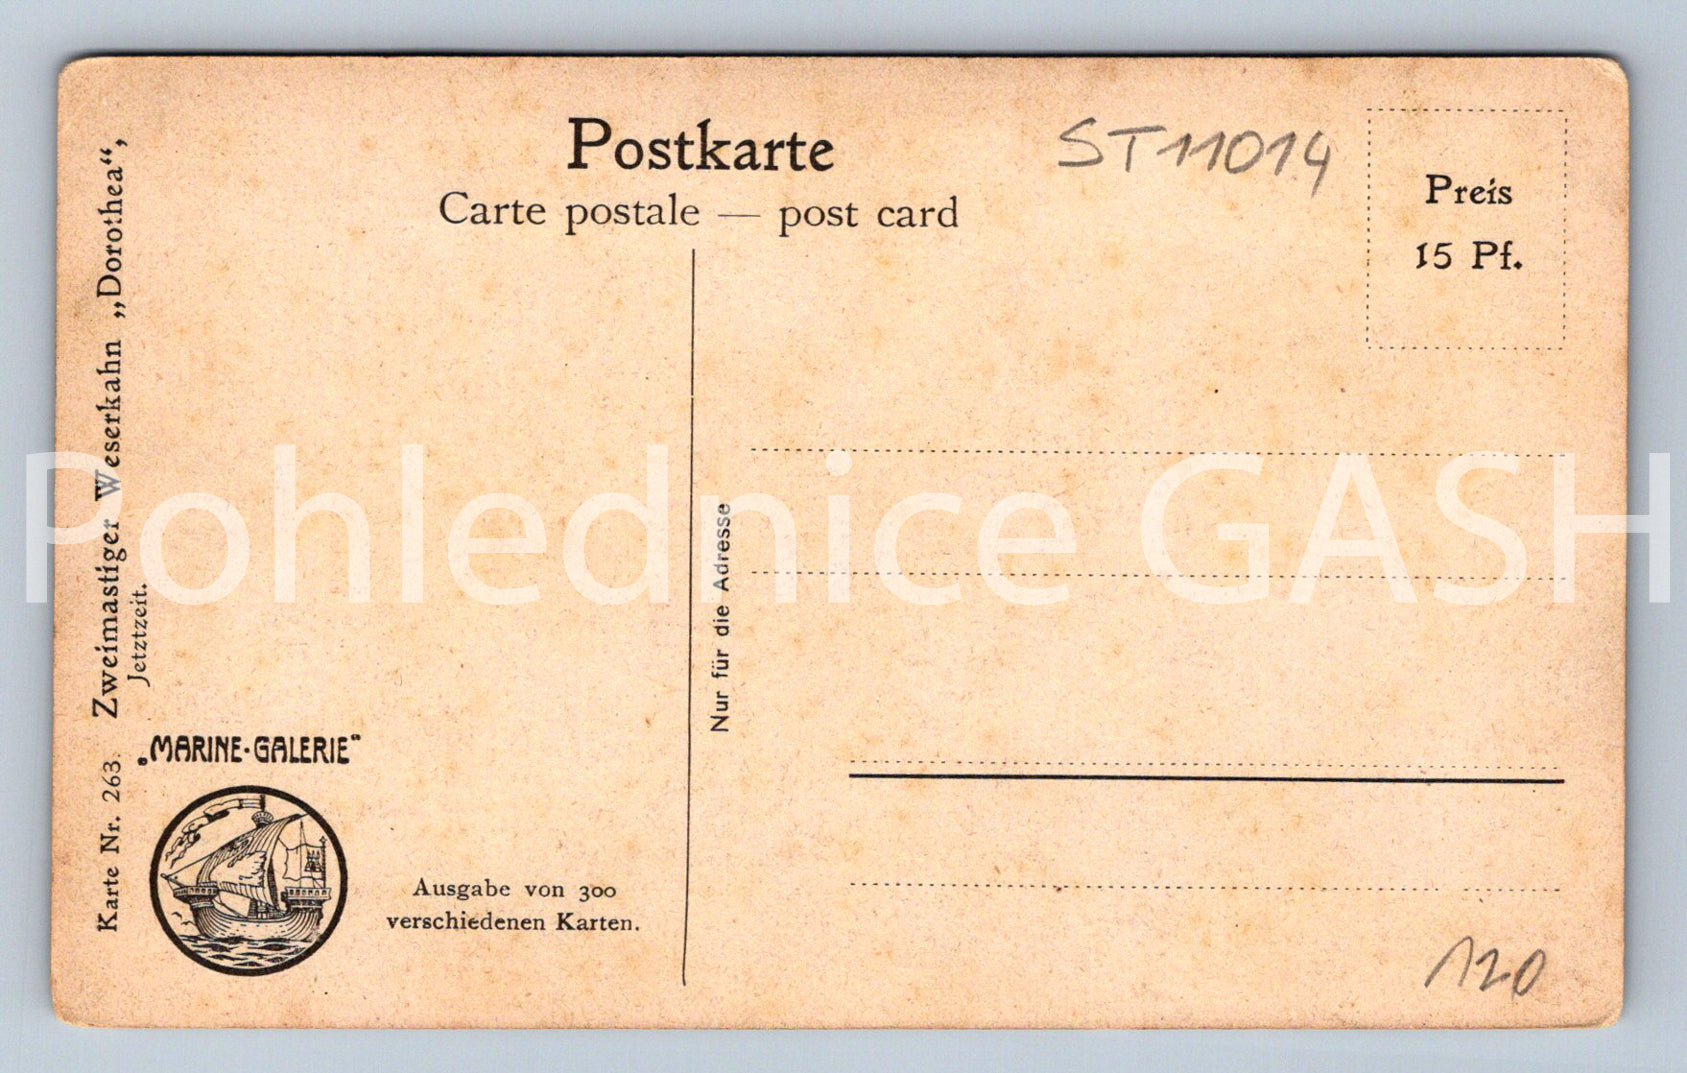 Postkarte
Carte postale — post card
ST11014
Preis
15 Pf.
Karte Nr. 263. Zweimastiger Weserkahn „Dorothea“,
Jetztzeit.
„MARINE-GALERIE“
Ausgabe von 300
verschiedenen Karten.
Nur für die Adresse
120
Pohlednice GASH